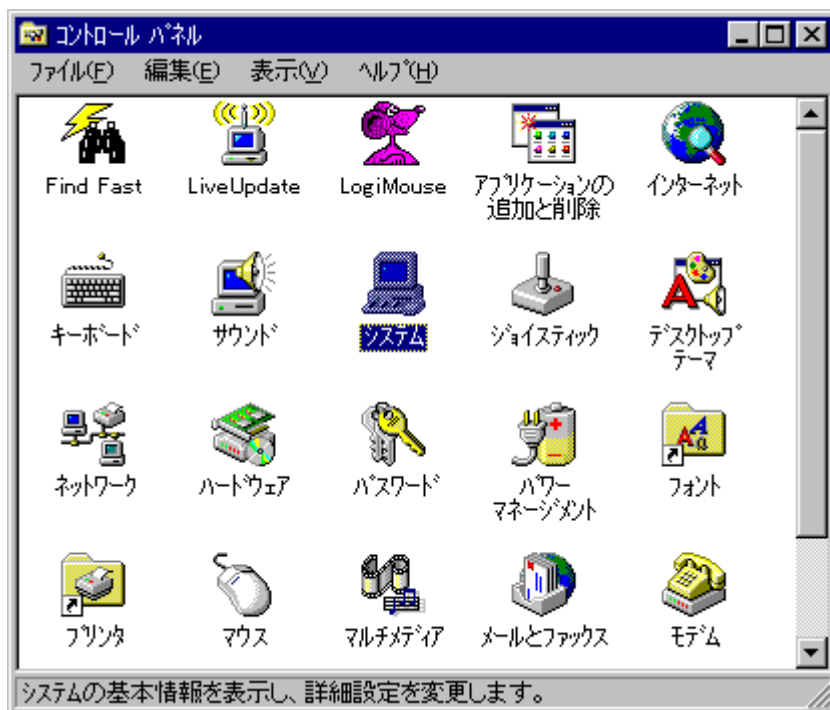 コントロール パネル
ファイル(F) 編集(E) 表示(V) ヘルプ(H)
Find Fast
LiveUpdate
LogiMouse
アプリケーションの
追加と削除
インターネット
キーボード
サウンド
システム
ジョイスティック
デスクトップ
テーマ
ネットワーク
ハードウェア
パスワード
パワー
マネージメント
フォント
プリンタ
マウス
マルチメディア
メールとファックス
モデム
システムの基本情報を表示し、詳細設定を変更します。